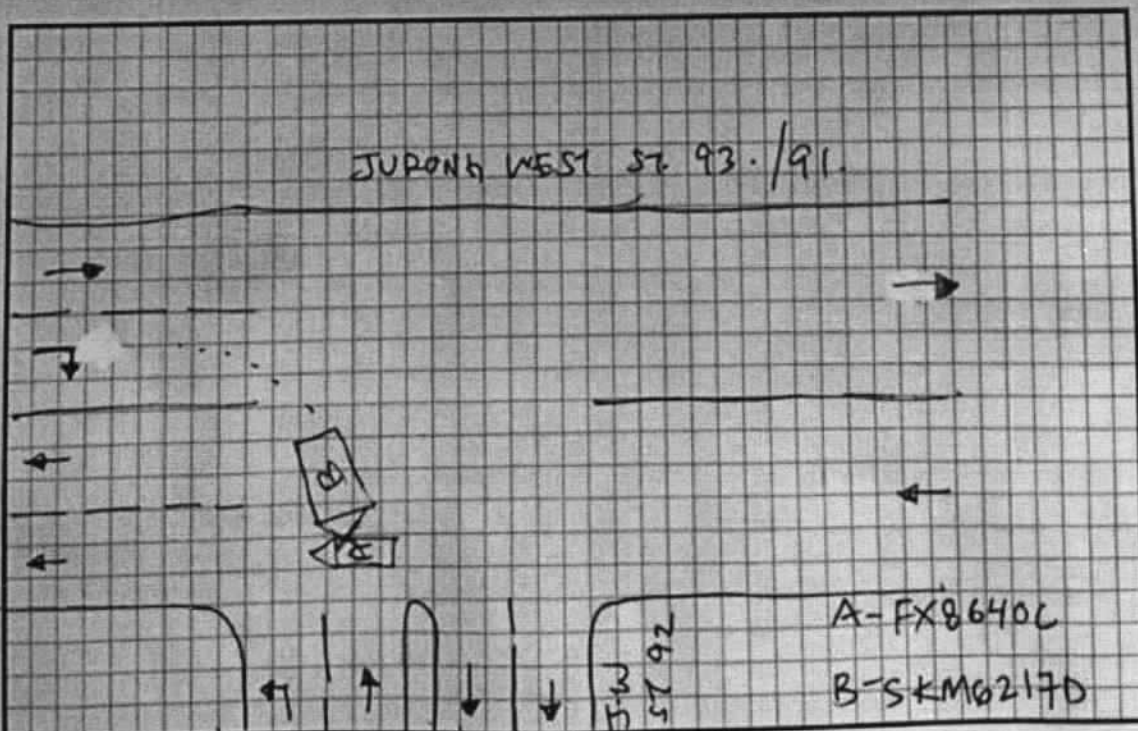 JURONG WEST ST. 93./91.
B
A
JW
ST 92
A-FX8640C
B-SKM6217D